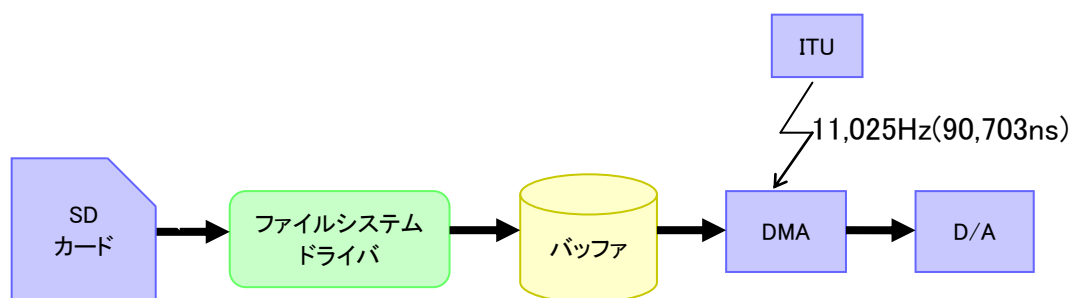 ITU
11,025Hz(90,703ns)
SD
カード
ファイルシステム
ドライバ
バッファ
DMA
D/A